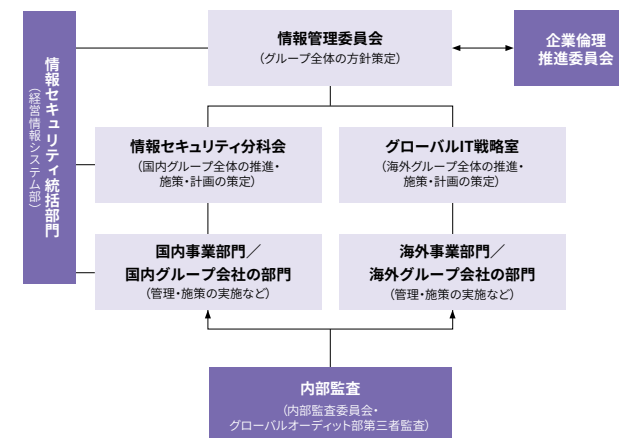 情報セキュリティ統括部門
（経営情報システム部）
情報管理委員会
（グループ全体の方針策定）
企業倫理
推進委員会
情報セキュリティ分科会
（国内グループ全体の推進・
施策・計画の策定）
グローバルIT戦略室
（海外グループ全体の推進・
施策・計画の策定）
国内事業部門／
国内グループ会社の部門
（管理・施策の実施など）
海外事業部門／
海外グループ会社の部門
（管理・施策の実施など）
内部監査
（内部監査委員会・
グローバルオーディット部第三者監査）